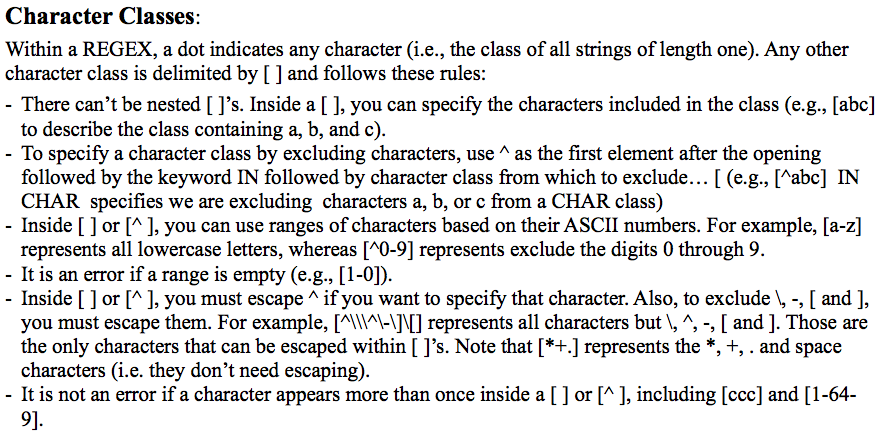 Character Classes:
Within a REGEX, a dot indicates any character (i.e., the class of all strings of length one). Any other
character class is delimited by [ ] and follows these rules:
- There can’t be nested [ ]’s. Inside a [ ], you can specify the characters included in the class (e.g., [abc]
to describe the class containing a, b, and c).
- To specify a character class by excluding characters, use ^ as the first element after the opening
followed by the keyword IN followed by character class from which to exclude… [ (e.g., [^abc]  IN
CHAR  specifies we are excluding  characters a, b, or c from a CHAR class)
- Inside [ ] or [^ ], you can use ranges of characters based on their ASCII numbers. For example, [a-z]
represents all lowercase letters, whereas [^0-9] represents exclude the digits 0 through 9.
- It is an error if a range is empty (e.g., [1-0]).
- Inside [ ] or [^ ], you must escape ^ if you want to specify that character. Also, to exclude \, -, [ and ],
you must escape them. For example, [^\\\^\-\]\[] represents all characters but \, ^, -, [ and ]. Those are
the only characters that can be escaped within [ ]’s. Note that [*+.] represents the *, +, . and space
characters (i.e. they don’t need escaping).
- It is not an error if a character appears more than once inside a [ ] or [^ ], including [ccc] and [1-64-
9].